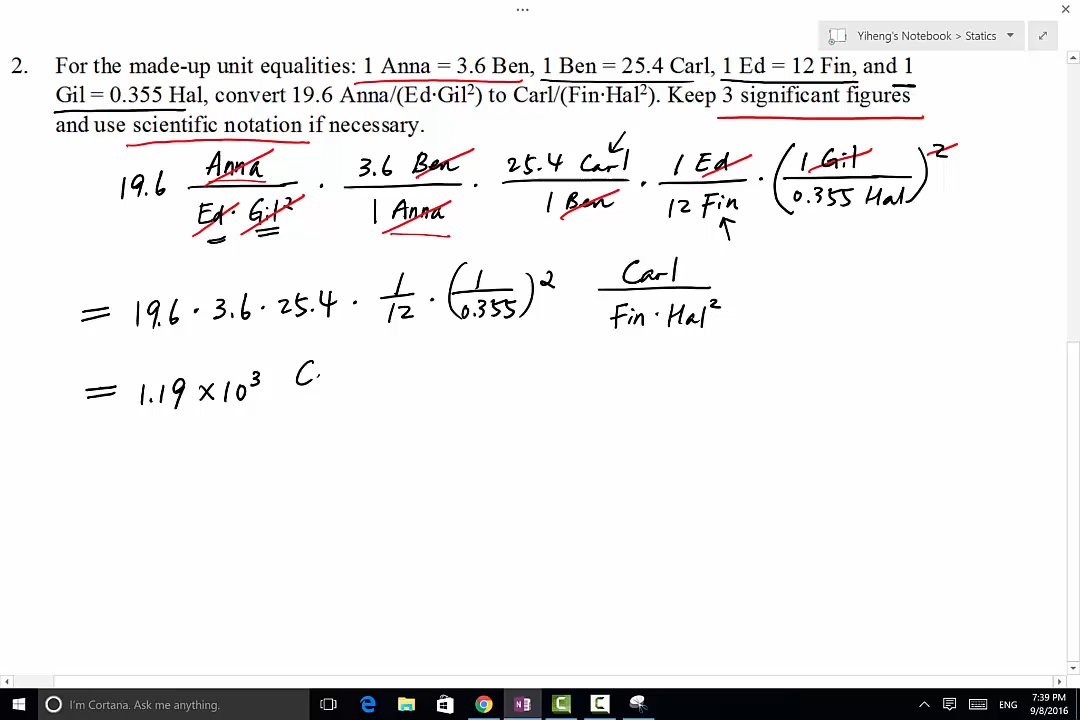 ...
×
Yiheng's Notebook > Statics
2. For the made-up unit equalities: 1 Anna = 3.6 Ben, 1 Ben = 25.4 Carl, 1 Ed = 12 Fin, and 1
Gil = 0.355 Hal, convert 19.6 Anna/(Ed·Gil²) to Carl/(Fin·Hal²). Keep 3 significant figures
and use scientific notation if necessary.
19.6 Anna/(Ed · Gil²) · 3.6 Ben/1 Anna · 25.4 Carl/1 Ben · 1 Ed/12 Fin · (1 Gil/0.355 Hal)²
= 19.6 · 3.6 · 25.4 · 1/12 · (1/0.355)² Carl/(Fin · Hal²)
= 1.19 × 10³ C
I'm Cortana. Ask me anything.
ENG
7:39 PM
9/8/2016